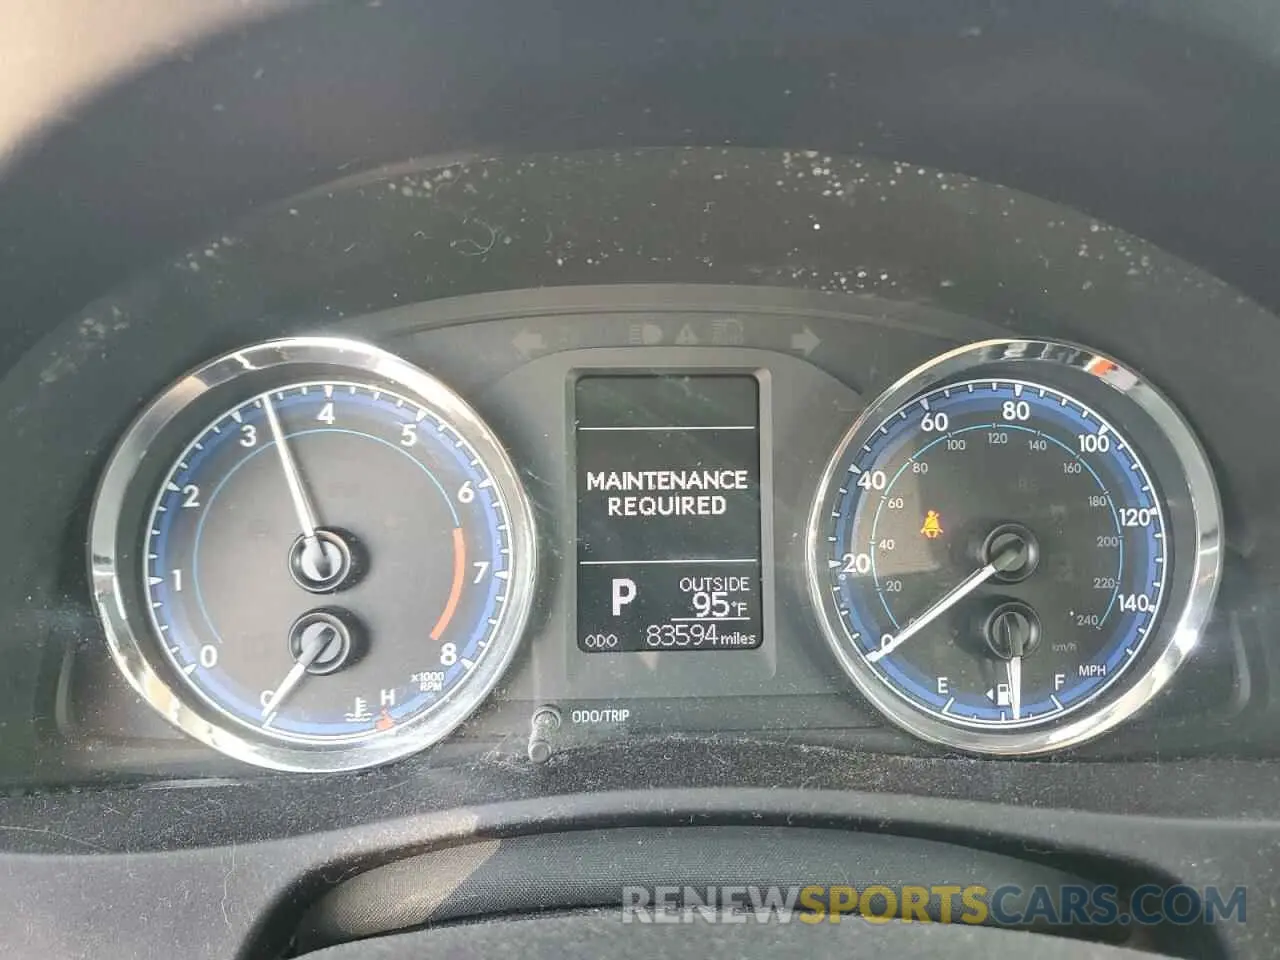 0
1
2
3
4
5
6
7
8
x1000
RPM
C
H
MAINTENANCE
REQUIRED
P
OUTSIDE
95°F
ODO 83594 miles
ODO/TRIP
0
20
40
60
80
100
120
140
0
20
40
60
80
100
120
140
160
180
200
220
240
km/h
MPH
E
F
RENEWSPORTSCARS.COM